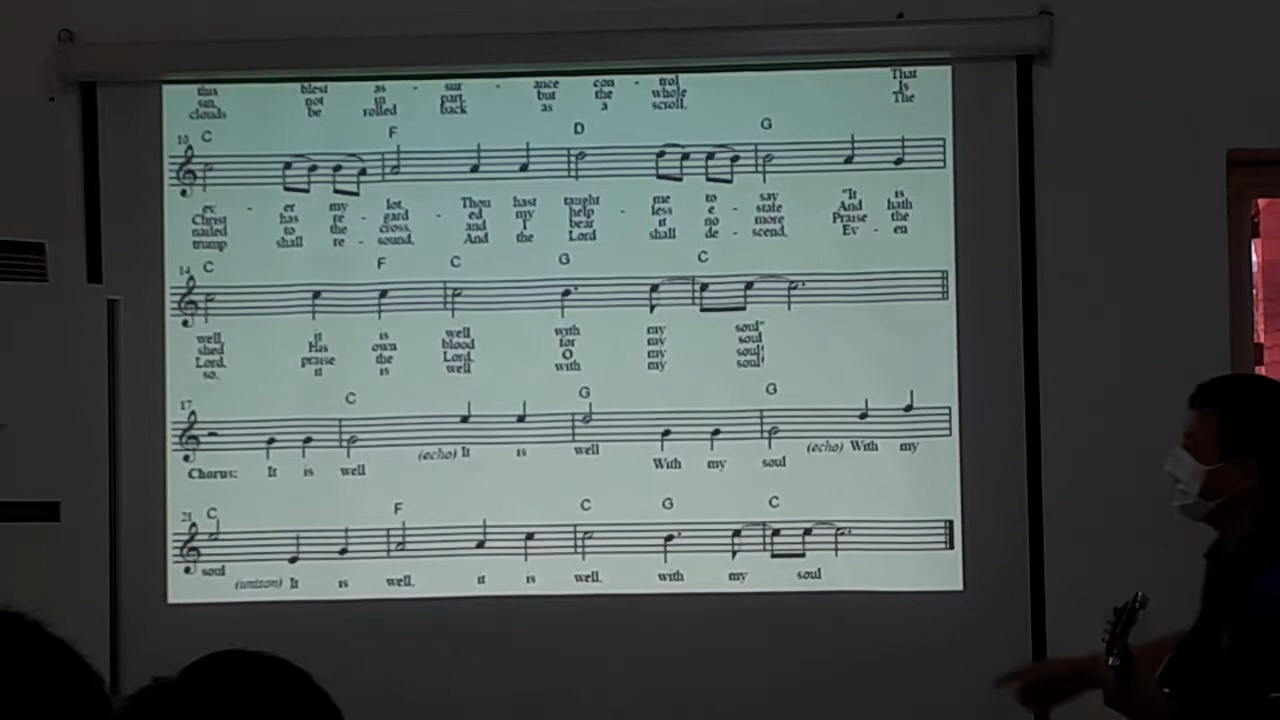 this blest as - sur - ance con - trol That
sin not in part but the whole Is
clouds be rolled back as a scroll. The
10 C F D G
ev - er my lot, Thou hast taught me to say "It is
Christ has re - gard - ed my help - less e - state And hath
nailed to the cross, and I bear it no more Praise the
trump shall re - sound, And the Lord shall de - scend, Ev - en
14 C F C G C
well, it is well with my soul"
shed His own blood for my soul
Lord, praise the Lord, O my soul!
so, it is well with my soul!
17 C G G
(echo) It is well (echo) With my
Chorus: It is well With my soul
21 C F C G C
soul (unison) It is well, it is well, with my soul